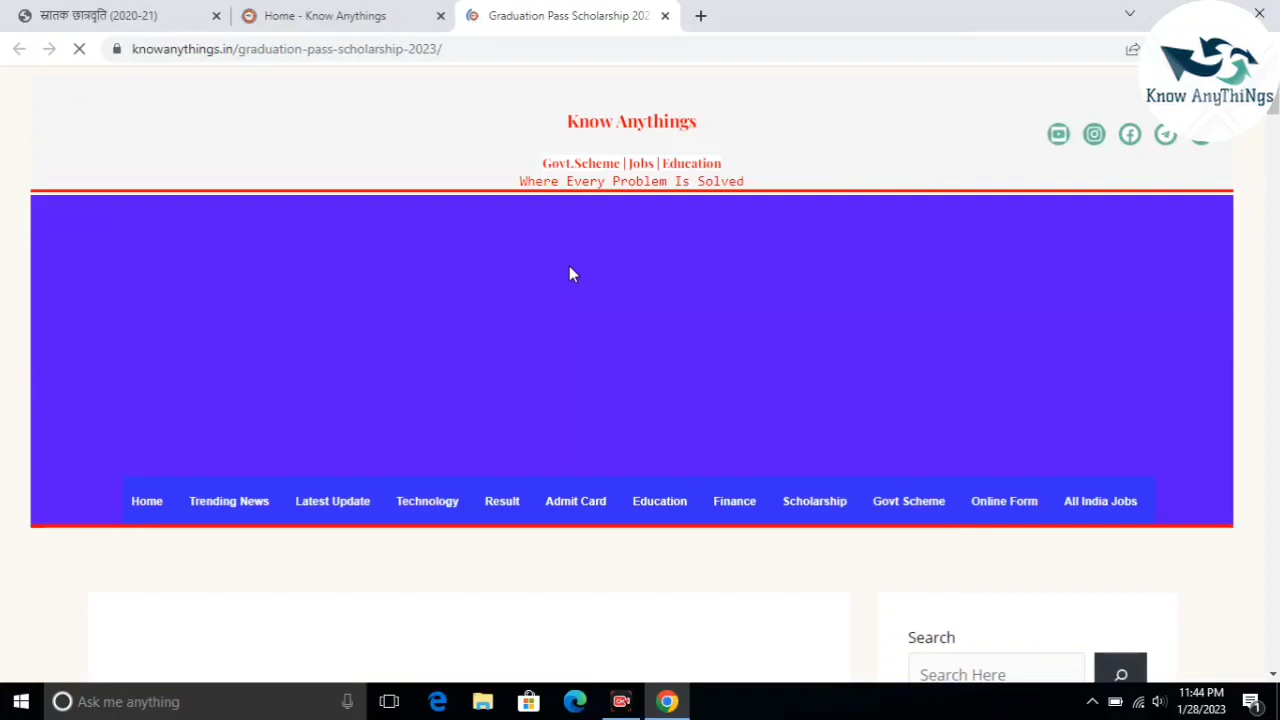 स्नातक छात्रवृति (2020-21)
Home - Know Anythings
Graduation Pass Scholarship 202
knowanythings.in/graduation-pass-scholarship-2023/
Know AnyThiNgs
Know Anythings
Govt.Scheme | Jobs | Education
Where Every Problem Is Solved
Home Trending News Latest Update Technology Result Admit Card Education Finance Scholarship Govt Scheme Online Form All India Jobs
Search
Search Here
Ask me anything
11:44 PM
1/28/2023
1